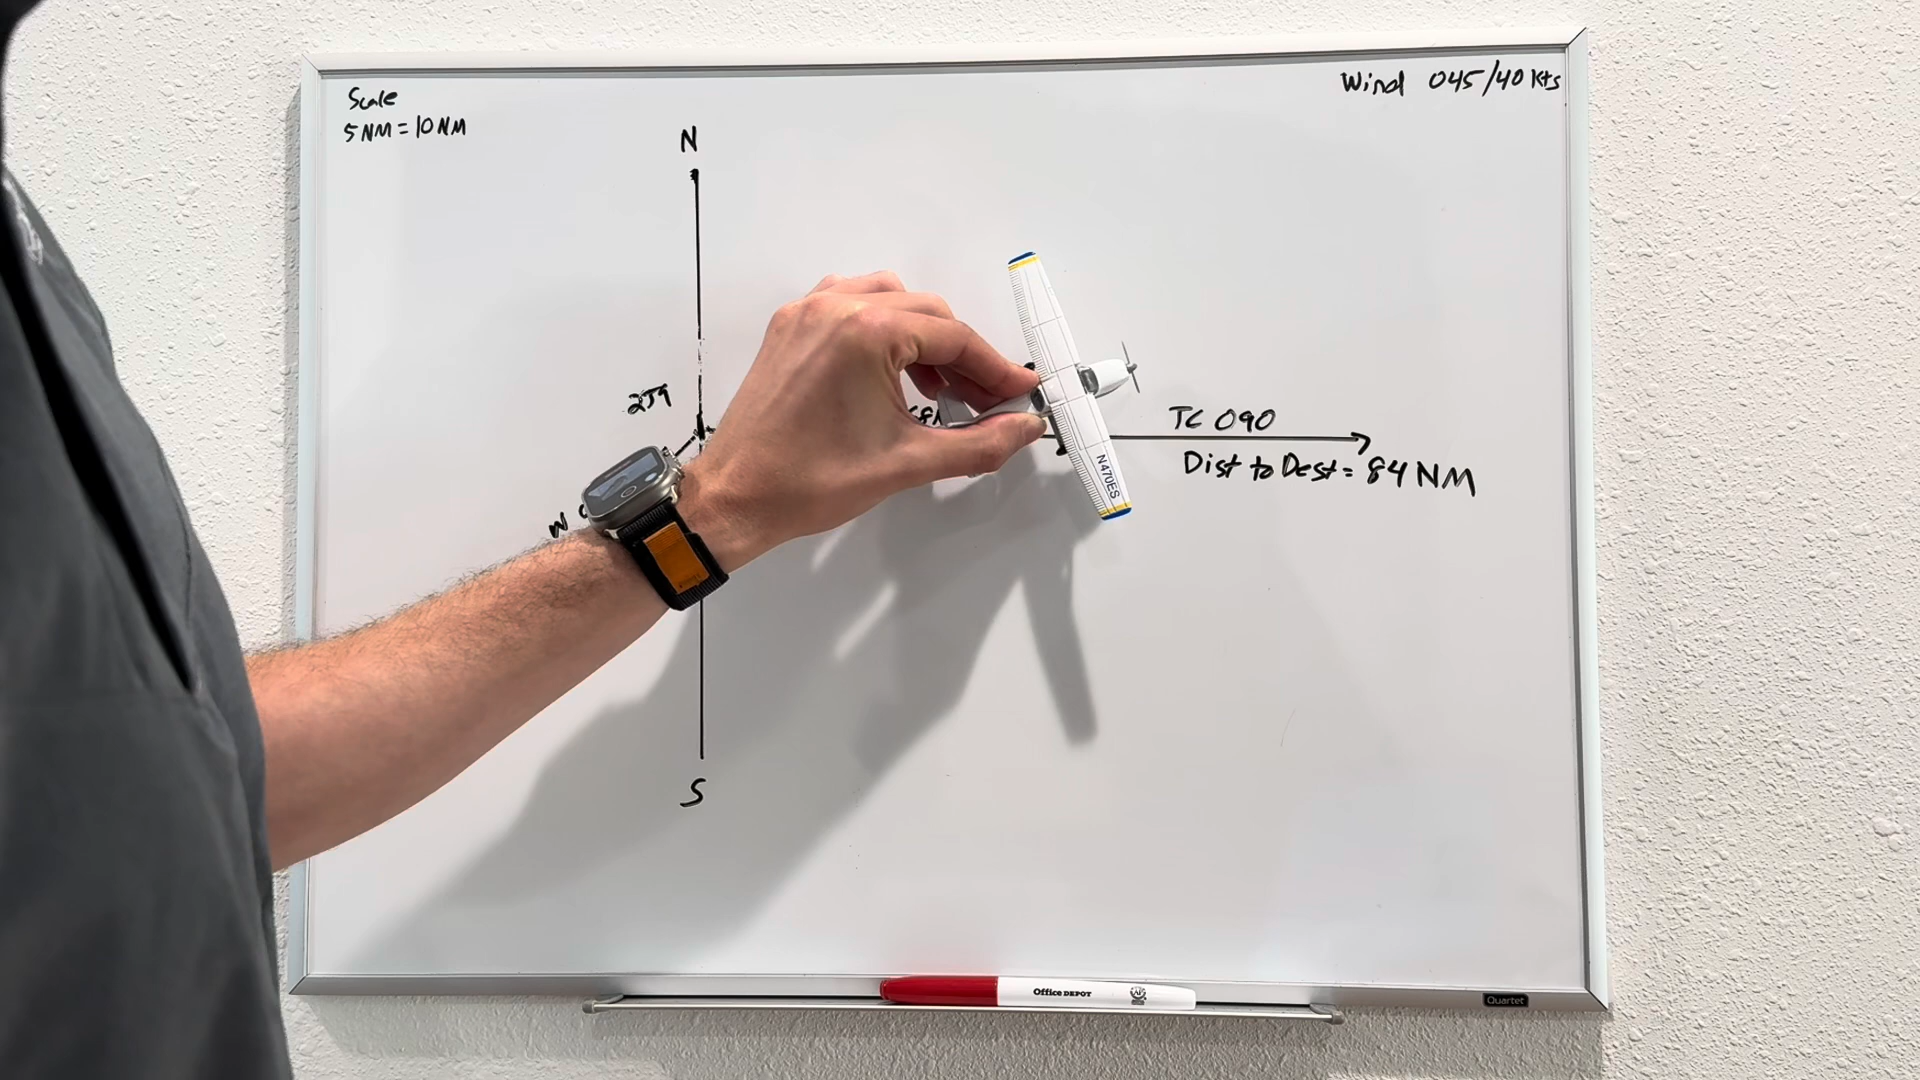 Scale
5 NM = 10 NM
Wind 045/40 Kts
N
TC 090
Dist to Dest = 84 NM
N470ES
S
Office DEPOT
Quartet